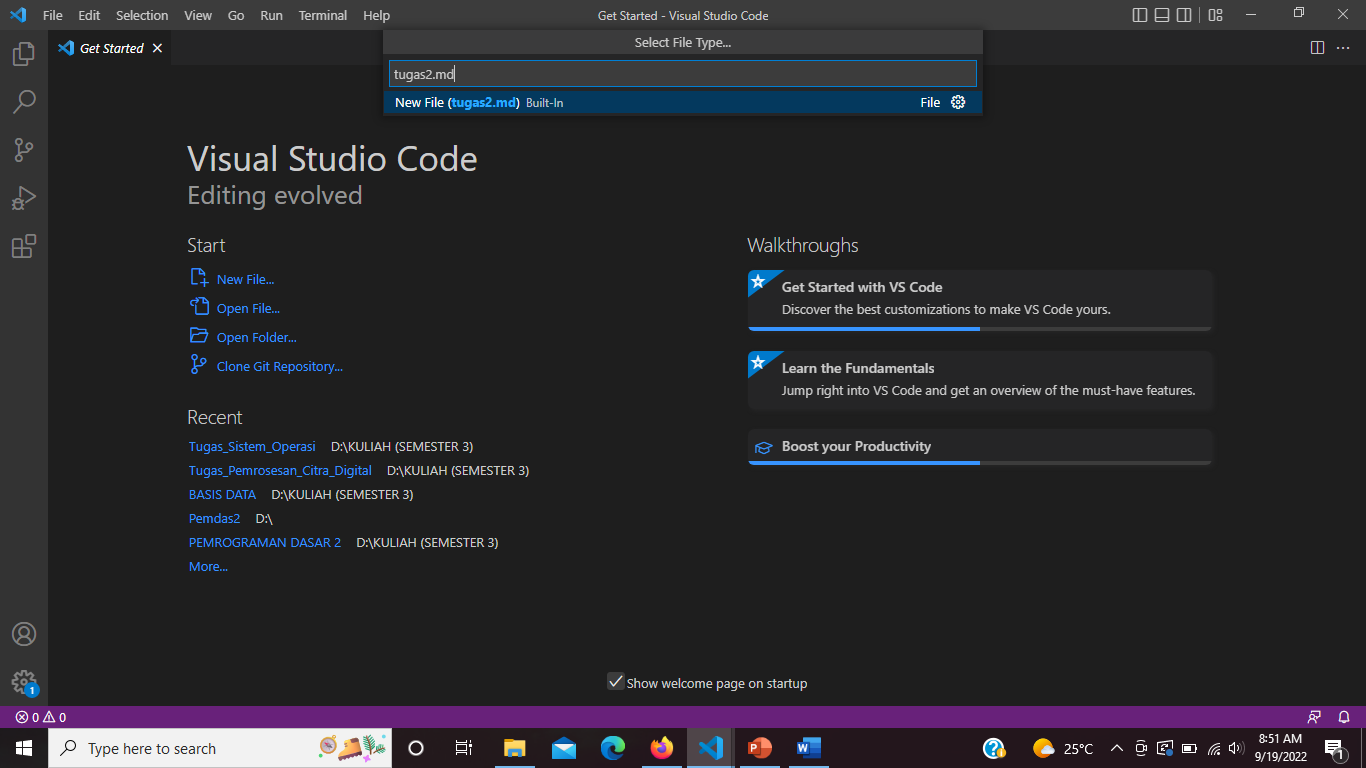 File Edit Selection View Go Run Terminal Help
Get Started - Visual Studio Code
Get Started
Select File Type...
tugas2.md
New File (tugas2.md) Built-In File
Visual Studio Code
Editing evolved
Start
New File...
Open File...
Open Folder...
Clone Git Repository...
Recent
Tugas_Sistem_Operasi D:\KULIAH (SEMESTER 3)
Tugas_Pemrosesan_Citra_Digital D:\KULIAH (SEMESTER 3)
BASIS DATA D:\KULIAH (SEMESTER 3)
Pemdas2 D:\
PEMROGRAMAN DASAR 2 D:\KULIAH (SEMESTER 3)
More...
Walkthroughs
Get Started with VS Code
Discover the best customizations to make VS Code yours.
Learn the Fundamentals
Jump right into VS Code and get an overview of the must-have features.
Boost your Productivity
Show welcome page on startup
1
0 0
Type here to search
25°C
8:51 AM
9/19/2022
1